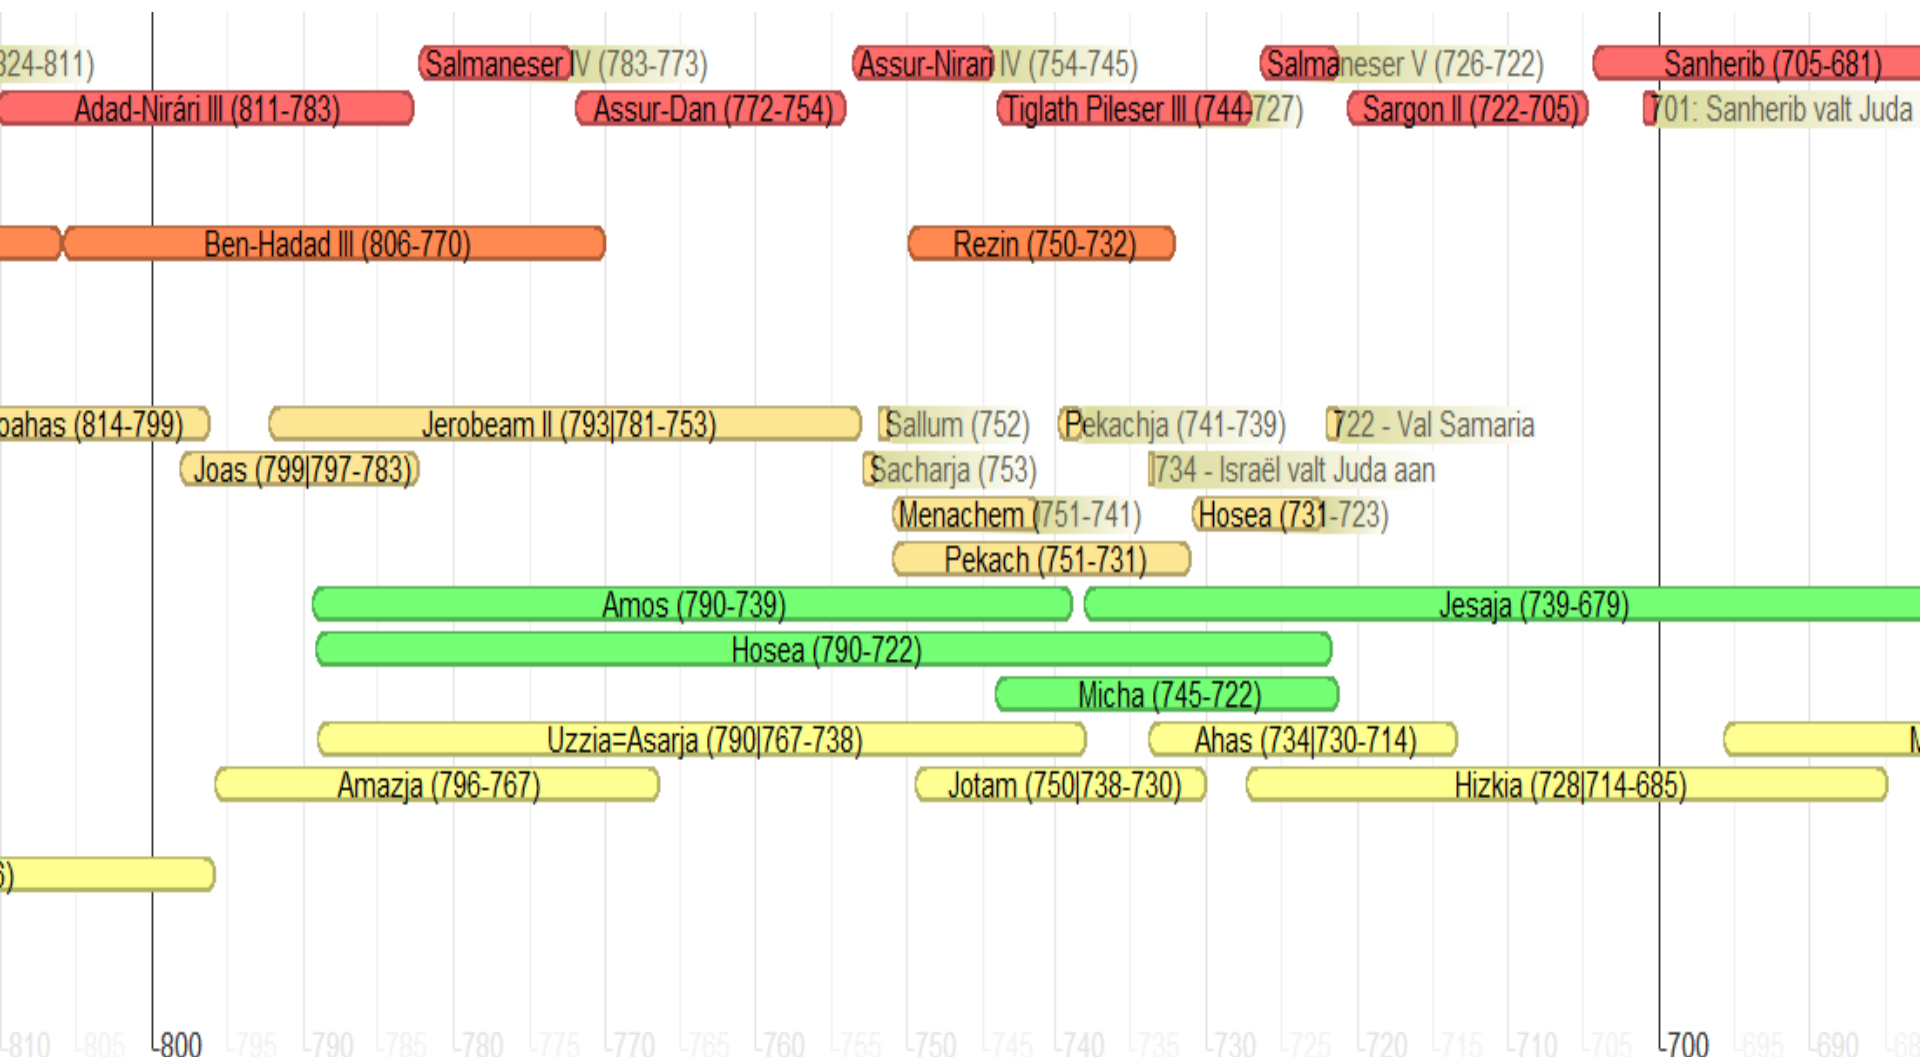 824-811)
Salmaneser IV (783-773)
Assur-Nirari IV (754-745)
Salmaneser V (726-722)
Sanherib (705-681)
Adad-Nirári III (811-783)
Assur-Dan (772-754)
Tiglath Pileser III (744-727)
Sargon II (722-705)
701: Sanherib valt Juda
Ben-Hadad III (806-770)
Rezin (750-732)
oahas (814-799)
Jerobeam II (793|781-753)
Sallum (752)
Pekachja (741-739)
722 - Val Samaria
Joas (799|797-783)
Sacharja (753)
734 - Israël valt Juda aan
Menachem (751-741)
Hosea (731-723)
Pekach (751-731)
Amos (790-739)
Jesaja (739-679)
Hosea (790-722)
Micha (745-722)
Uzzia=Asarja (790|767-738)
Ahas (734|730-714)
M
Amazja (796-767)
Jotam (750|738-730)
Hizkia (728|714-685)
6)
-810 -805 -800 -795 -790 -785 -780 -775 -770 -765 -760 -755 -750 -745 -740 -735 -730 -725 -720 -715 -710 -705 -700 -695 -690 -68